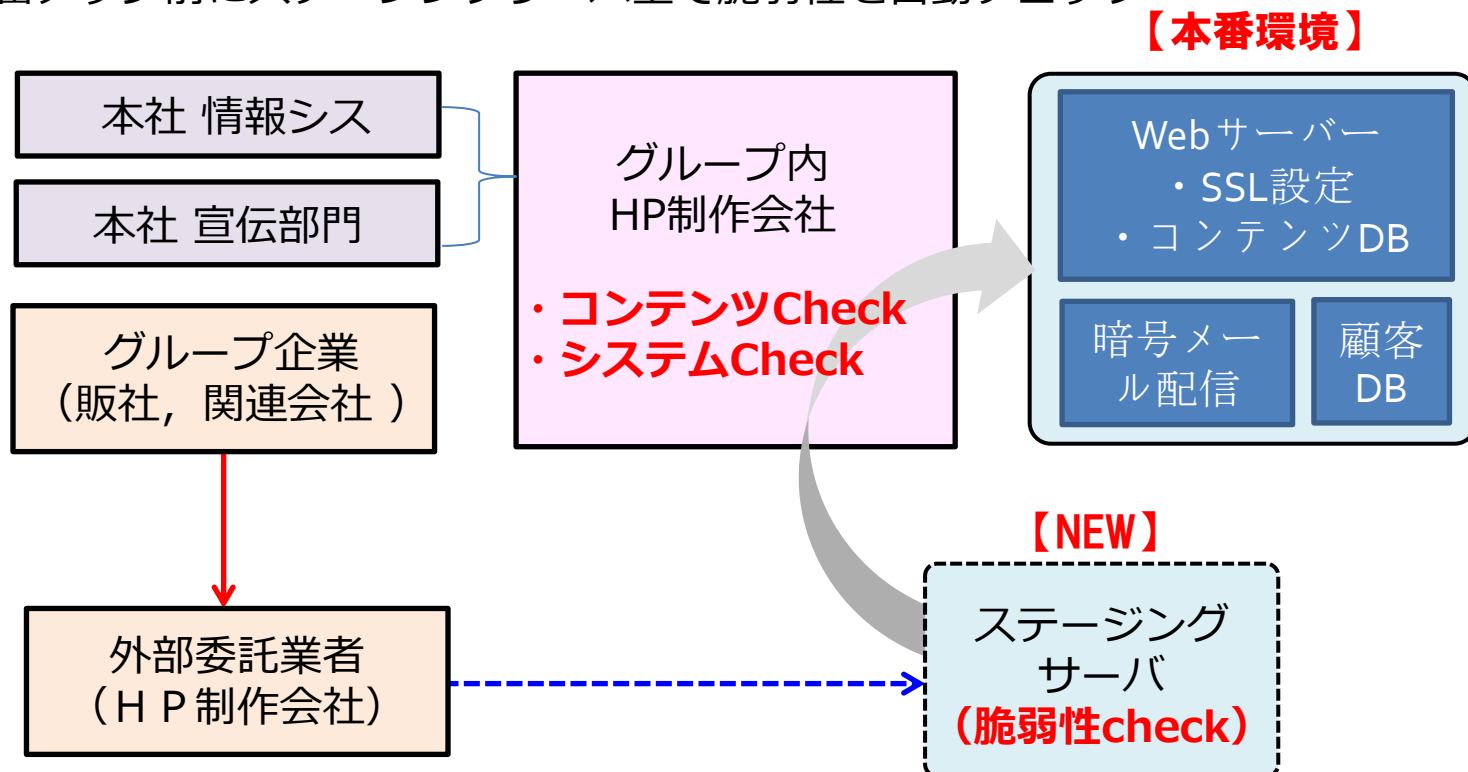 【本番環境】
本社 情報シス
本社 宣伝部門
グループ企業
（販社，関連会社 ）
外部委託業者
（ＨＰ制作会社）
グループ内
HP制作会社
・コンテンツCheck
・システムCheck
Webサーバー
・SSL設定
・コンテンツDB
暗号メー
ル配信
顧客
DB
【NEW】
ステージング
サーバ
（脆弱性check）